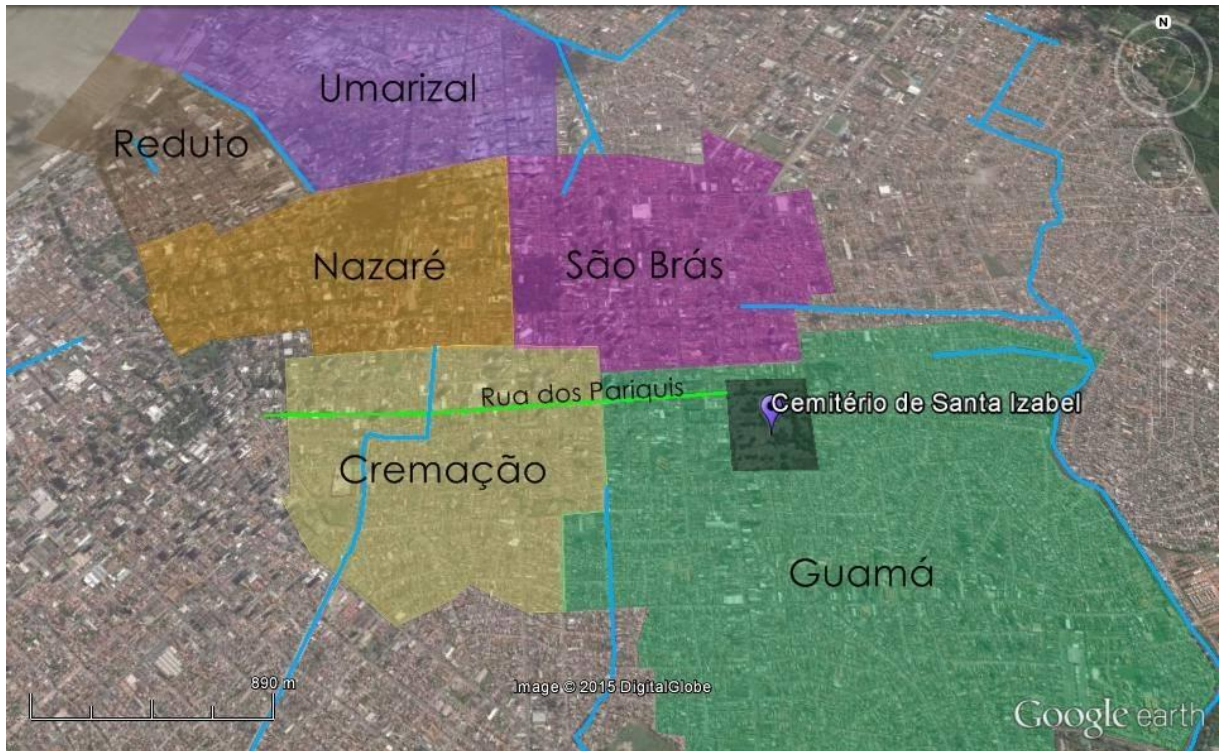 N
Umarizal
Reduto
Nazaré
São Brás
Rua dos Pariquis
Cemitério de Santa Izabel
Cremação
Guamá
890 m
Image © 2015 DigitalGlobe
Google earth